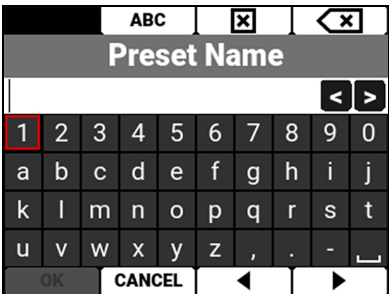 ABC
Preset Name
< >
1 2 3 4 5 6 7 8 9 0
a b c d e f g h i j
k l m n o p q r s t
u v w x y z , . -
OK CANCEL